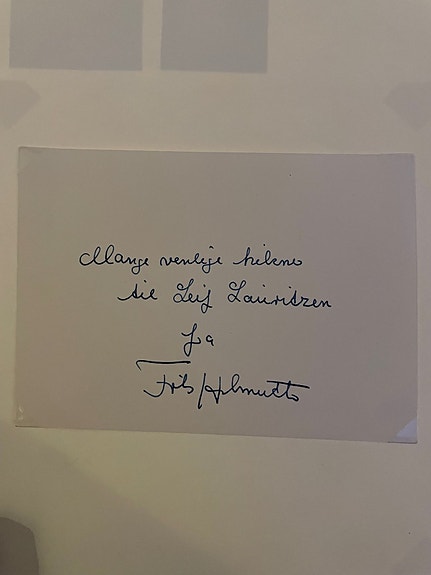 Mange venlige hilsner
til Leif Lauritzen
fra
Frits Helmuth